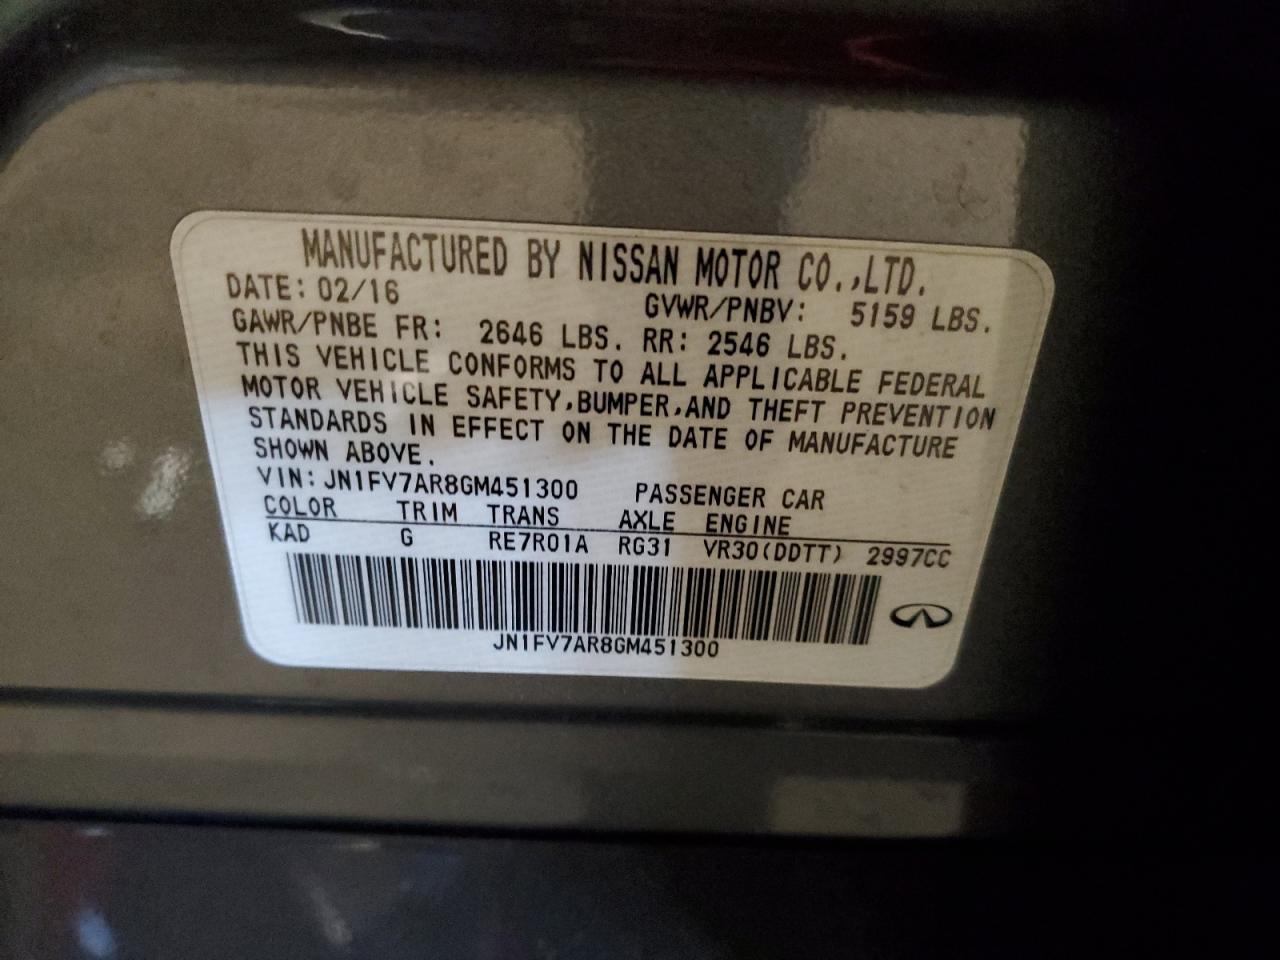 MANUFACTURED BY NISSAN MOTOR CO.,LTD.
DATE: 02/16 GVWR/PNBV: 5159 LBS.
GAWR/PNBE FR: 2646 LBS. RR: 2546 LBS.
THIS VEHICLE CONFORMS TO ALL APPLICABLE FEDERAL
MOTOR VEHICLE SAFETY,BUMPER,AND THEFT PREVENTION
STANDARDS IN EFFECT ON THE DATE OF MANUFACTURE
SHOWN ABOVE.
VIN:JN1FV7AR8GM451300 PASSENGER CAR
COLOR TRIM TRANS AXLE ENGINE
KAD G RE7R01A RG31 VR30(DDTT) 2997CC
JN1FV7AR8GM451300